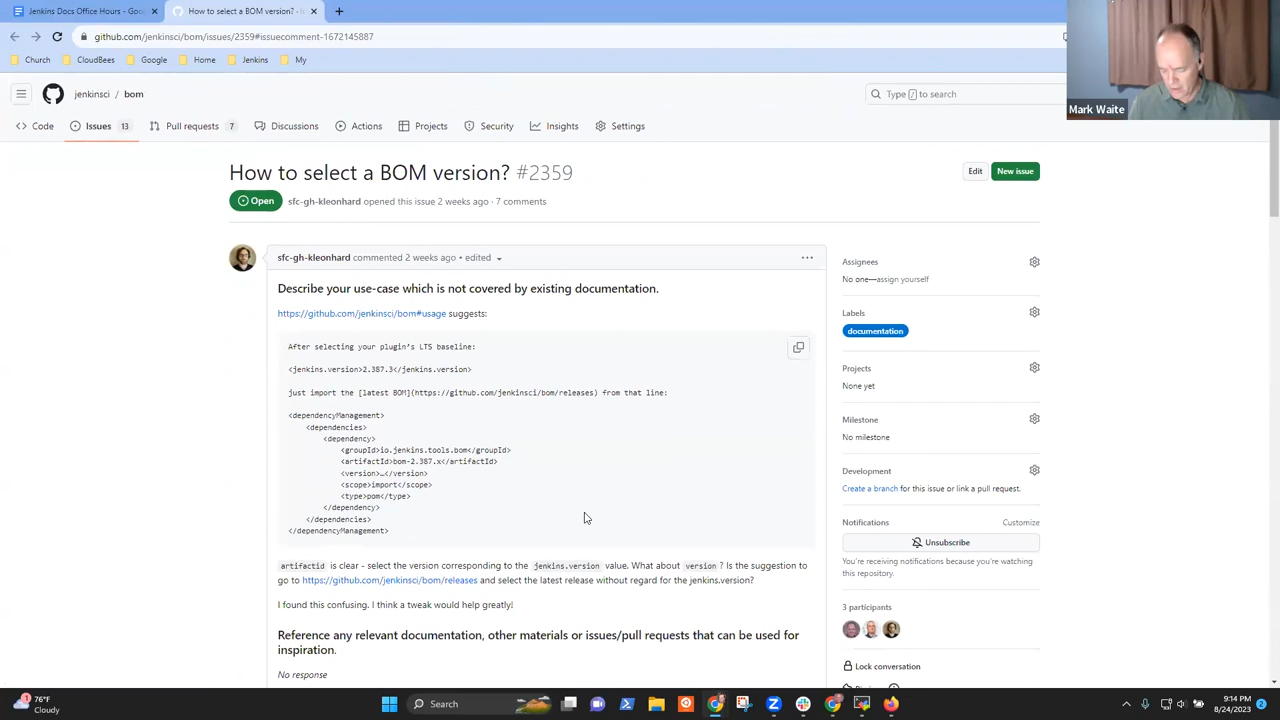 Jenkins Docs Office Hours - G
How to select a BOM version? ·
github.com/jenkinsci/bom/issues/2359#issuecomment-1672145887
Church
CloudBees
Google
Home
Jenkins
My
Mark Waite
jenkinsci / bom
Type / to search
Code
Issues 13
Pull requests 7
Discussions
Actions
Projects
Security
Insights
Settings
How to select a BOM version? #2359
Edit
New issue
Open
sfc-gh-kleonhard opened this issue 2 weeks ago · 7 comments
sfc-gh-kleonhard commented 2 weeks ago • edited
Describe your use-case which is not covered by existing documentation.
https://github.com/jenkinsci/bom#usage suggests:
After selecting your plugin’s LTS baseline:
<jenkins.version>2.387.3</jenkins.version>
just import the [latest BOM](https://github.com/jenkinsci/bom/releases) from that line:
<dependencyManagement>
<dependencies>
<dependency>
<groupId>io.jenkins.tools.bom</groupId>
<artifactId>bom-2.387.x</artifactId>
<version>…</version>
<scope>import</scope>
<type>pom</type>
</dependency>
</dependencies>
</dependencyManagement>
artifactid is clear - select the version corresponding to the jenkins.version value. What about version ? Is the suggestion to
go to https://github.com/jenkinsci/bom/releases and select the latest release without regard for the jenkins.version?
I found this confusing. I think a tweak would help greatly!
Reference any relevant documentation, other materials or issues/pull requests that can be used for
inspiration.
No response
Assignees
No one—assign yourself
Labels
documentation
Projects
None yet
Milestone
No milestone
Development
Create a branch for this issue or link a pull request.
Notifications
Customize
Unsubscribe
You're receiving notifications because you're watching
this repository.
3 participants
Lock conversation
76°F
Cloudy
Search
9:14 PM
8/24/2023
2